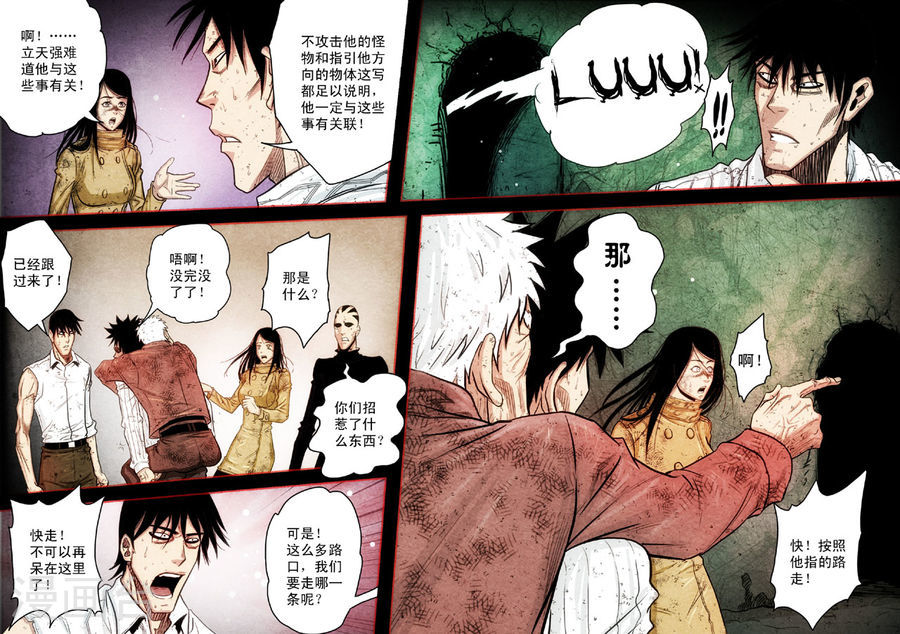 啊！……
立天强难
道他与这
些事有关！
不攻击他的怪
物和指引他方
向的物体这写
都足以说明，
他一定与这些
事有关联！
LUUU!
!!
已经跟
过来了！
唔啊！
没完没
了了！
那是
什么？
你们招
惹了什
么东西？
快走！
不可以再
呆在这里
了！
可是！
这么多路
口，我们
要走哪一
条呢？
那
……
啊！
快！按照
他指的路
走！